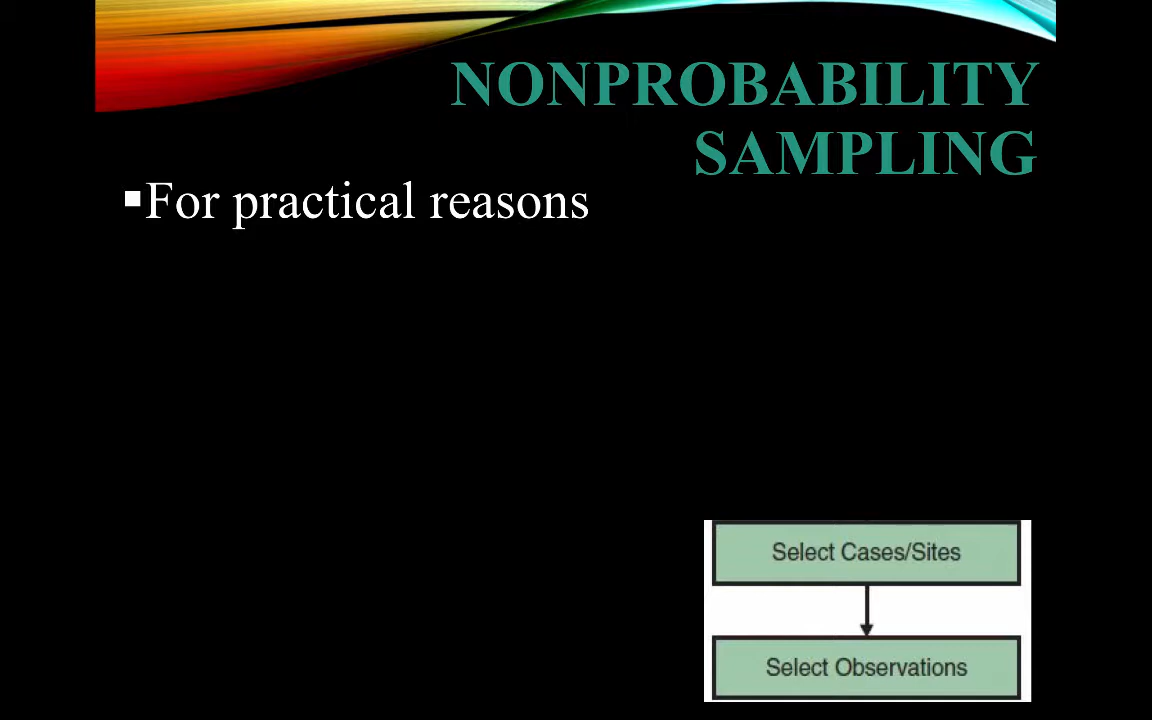 NONPROBABILITY
SAMPLING
▪For practical reasons
Select Cases/Sites
Select Observations